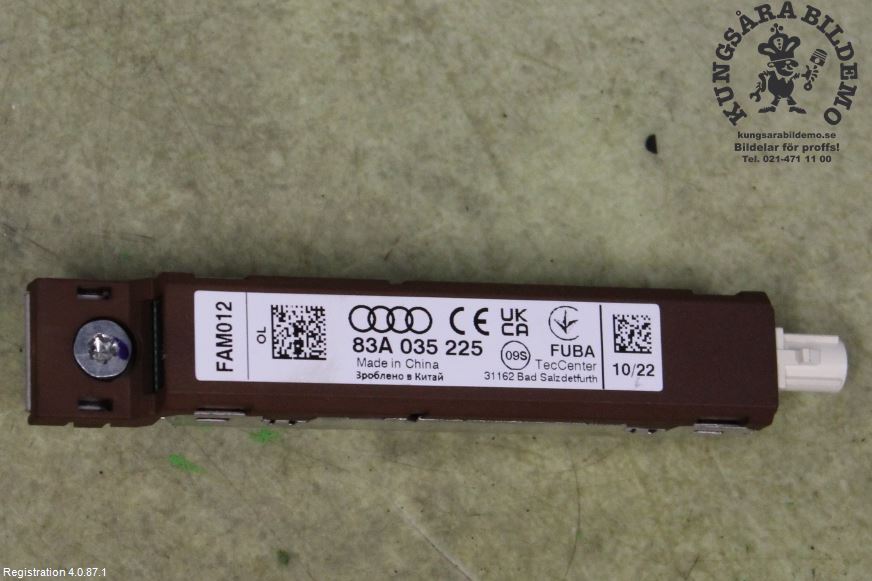 KUNGSÅRA BILDEMO
kungsarabildemo.se
Bildelar för proffs!
Tel. 021-471 11 00
FAM012
OL
CE
UK
CA
83A 035 225
Made in China
Зроблено в Китай
09S
FUBA
TecCenter
31162 Bad Salzdetfurth
10/22
Registration 4.0.87.1